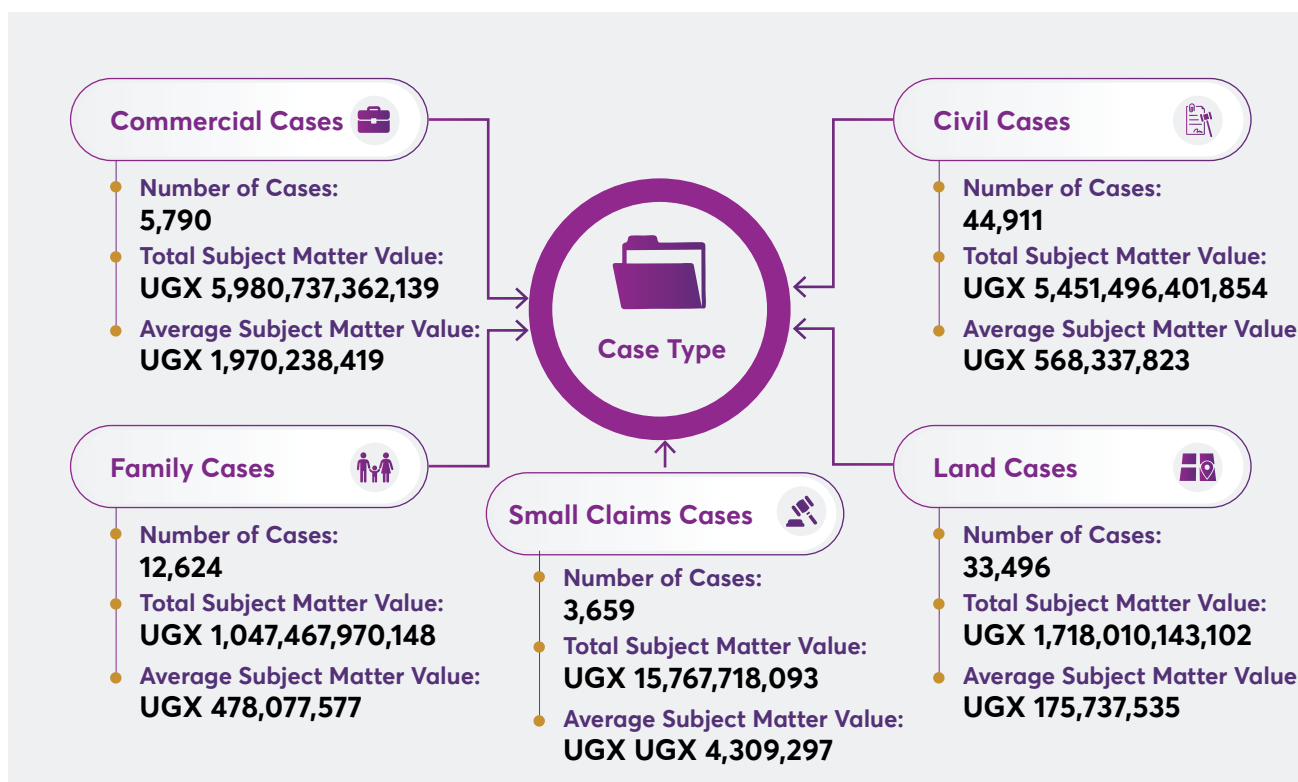 Commercial Cases
Number of Cases:
5,790
Total Subject Matter Value:
UGX 5,980,737,362,139
Average Subject Matter Value:
UGX 1,970,238,419
Civil Cases
Number of Cases:
44,911
Total Subject Matter Value:
UGX 5,451,496,401,854
Average Subject Matter Value
UGX 568,337,823
Case Type
Family Cases
Number of Cases:
12,624
Total Subject Matter Value:
UGX 1,047,467,970,148
Average Subject Matter Value:
UGX 478,077,577
Small Claims Cases
Number of Cases:
3,659
Total Subject Matter Value:
UGX 15,767,718,093
Average Subject Matter Value:
UGX UGX 4,309,297
Land Cases
Number of Cases:
33,496
Total Subject Matter Value:
UGX 1,718,010,143,102
Average Subject Matter Value
UGX 175,737,535